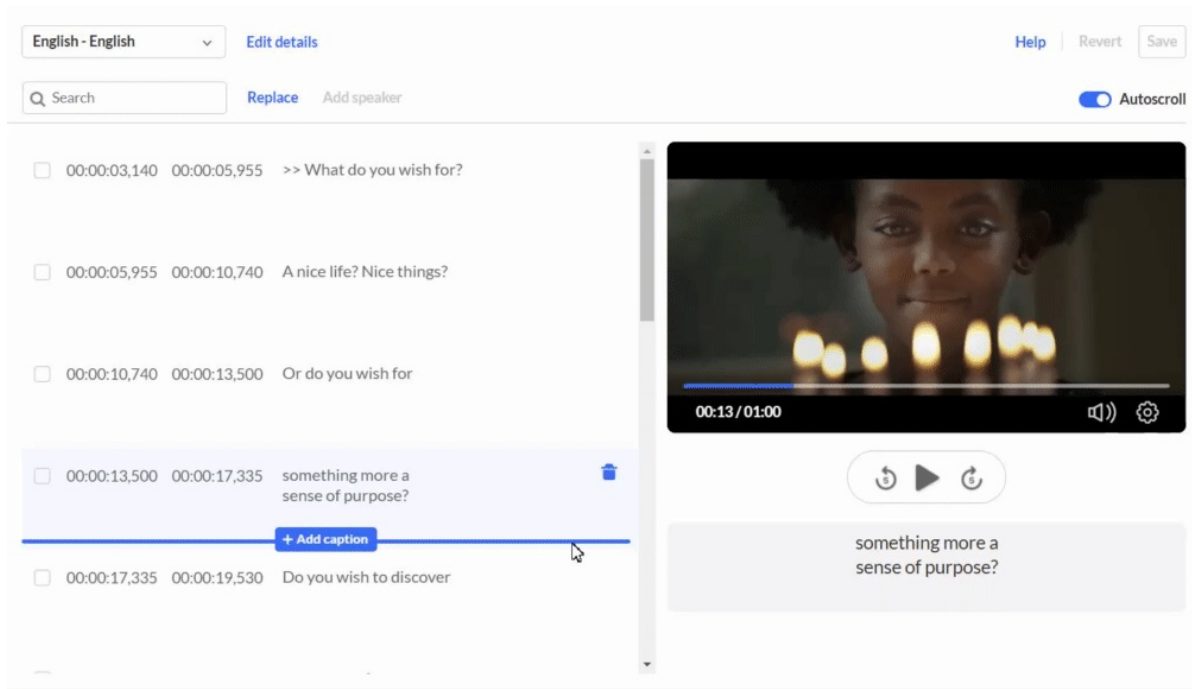 English - English
Edit details
Help
Revert
Save
Search
Replace
Add speaker
Autoscroll
00:00:03,140 00:00:05,955 >> What do you wish for?
00:00:05,955 00:00:10,740 A nice life? Nice things?
00:00:10,740 00:00:13,500 Or do you wish for
00:00:13,500 00:00:17,335 something more a
sense of purpose?
+ Add caption
00:00:17,335 00:00:19,530 Do you wish to discover
00:13 / 01:00
5
5
something more a
sense of purpose?